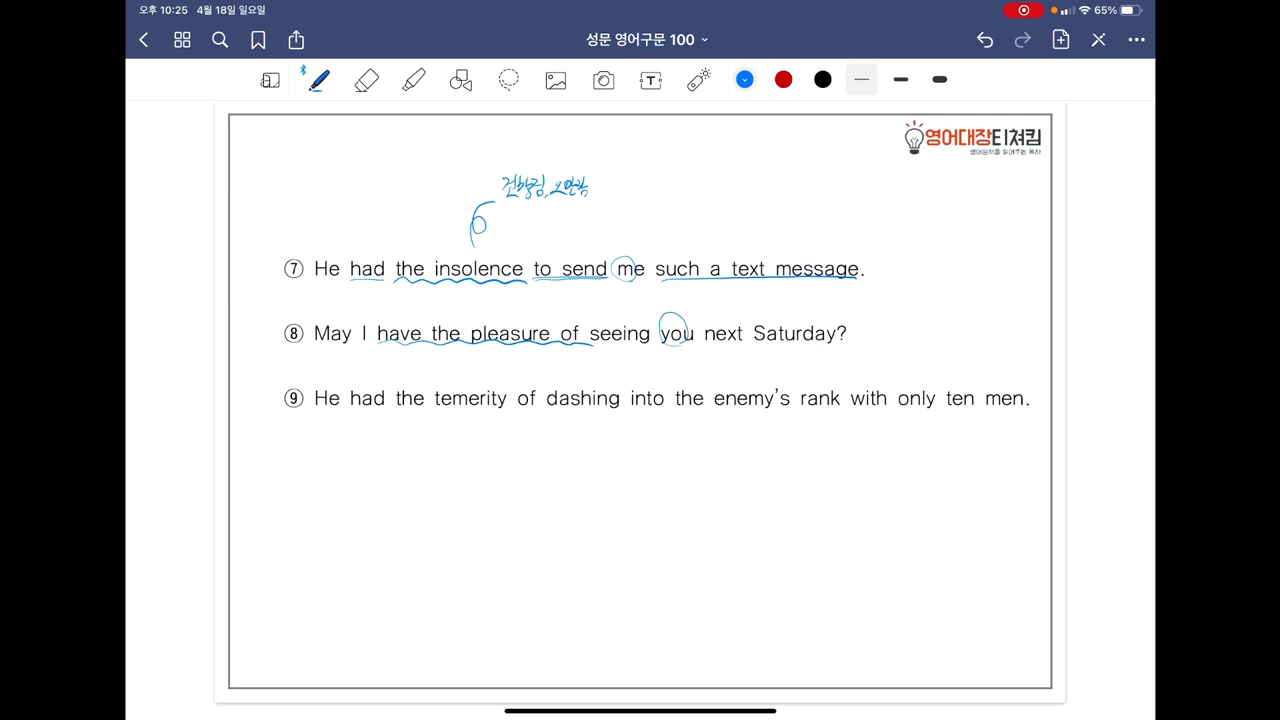 오후 10:25 4월 18일 일요일
65%
성문 영어구문 100
T
영어대장티쳐킴
건방짐, 오만함
⑦ He had the insolence to send me such a text message.
⑧ May I have the pleasure of seeing you next Saturday?
⑨ He had the temerity of dashing into the enemy's rank with only ten men.